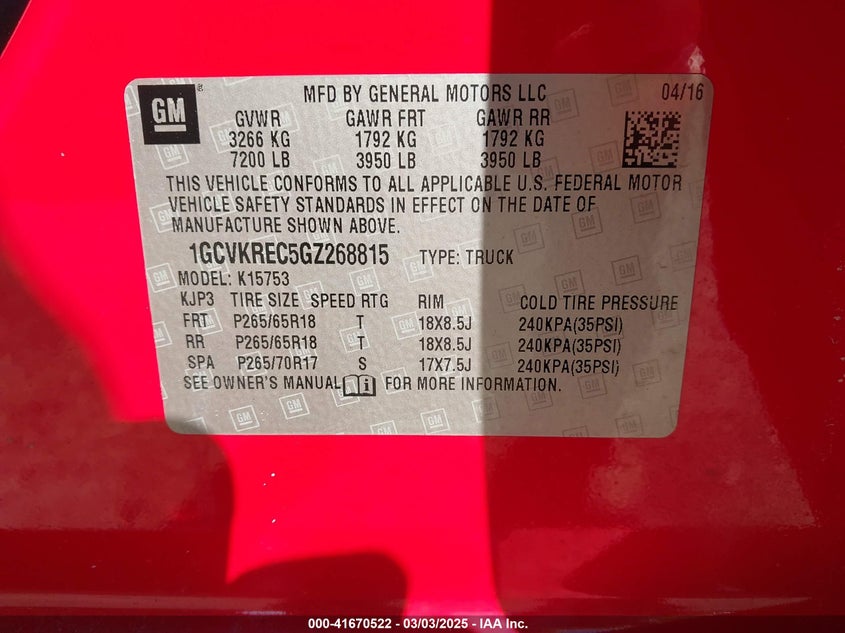 GM
MFD BY GENERAL MOTORS LLC 04/16
GVWR GAWR FRT GAWR RR
3266 KG 1792 KG 1792 KG
7200 LB 3950 LB 3950 LB
THIS VEHICLE CONFORMS TO ALL APPLICABLE U.S. FEDERAL MOTOR
VEHICLE SAFETY STANDARDS IN EFFECT ON THE DATE OF
MANUFACTURE SHOWN ABOVE.
1GCVKREC5GZ268815 TYPE: TRUCK
MODEL: K15753
KJP3 TIRE SIZE SPEED RTG RIM COLD TIRE PRESSURE
FRT P265/65R18 T 18X8.5J 240KPA(35PSI)
RR P265/65R18 T 18X8.5J 240KPA(35PSI)
SPA P265/70R17 S 17X7.5J 240KPA(35PSI)
SEE OWNER'S MANUAL FOR MORE INFORMATION.
000-41670522 - 03/03/2025 - IAA Inc.